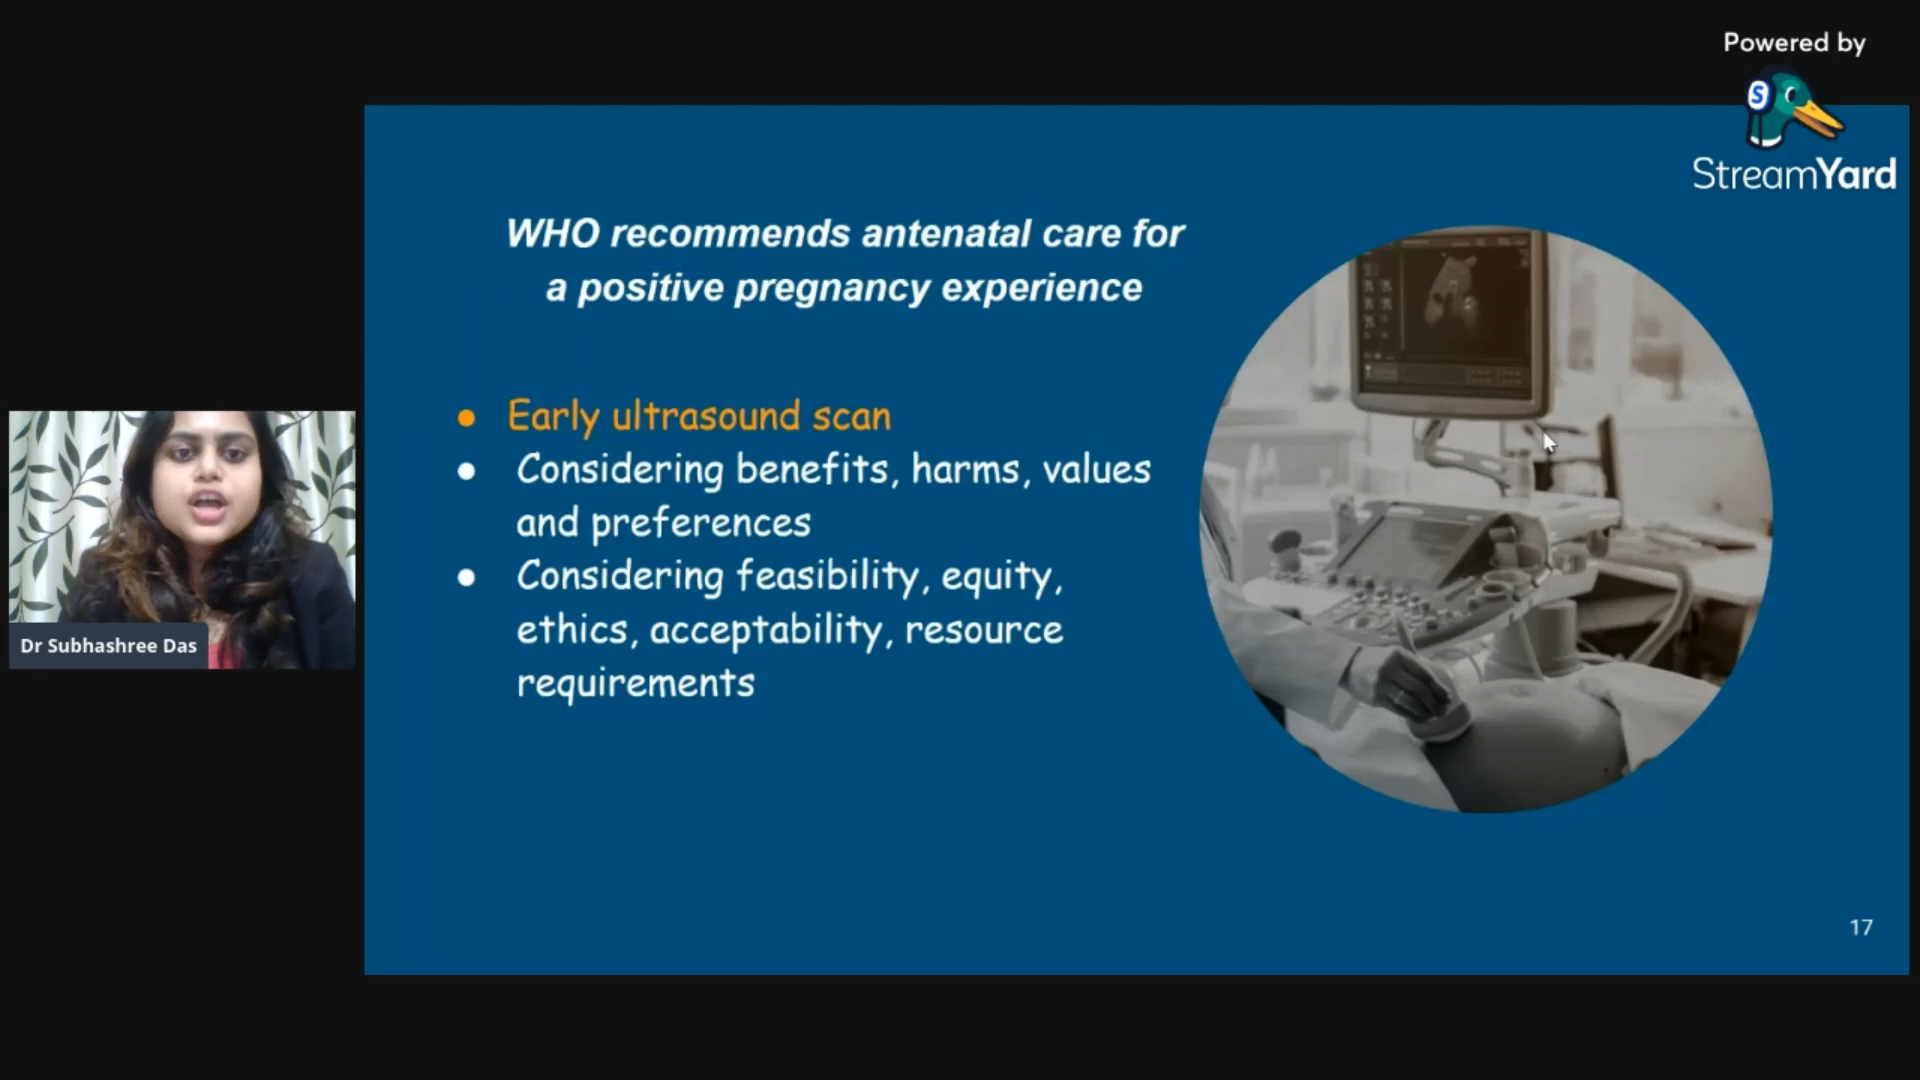 Powered by
S
StreamYard
WHO recommends antenatal care for
a positive pregnancy experience
● Early ultrasound scan
● Considering benefits, harms, values
and preferences
● Considering feasibility, equity,
ethics, acceptability, resource
requirements
Dr Subhashree Das
17